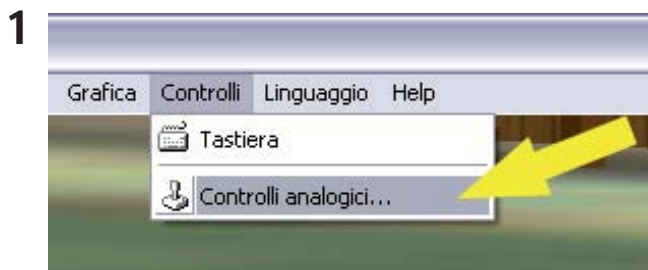 1
Grafica Controlli Linguaggio Help
Tastiera
Controlli analogici...